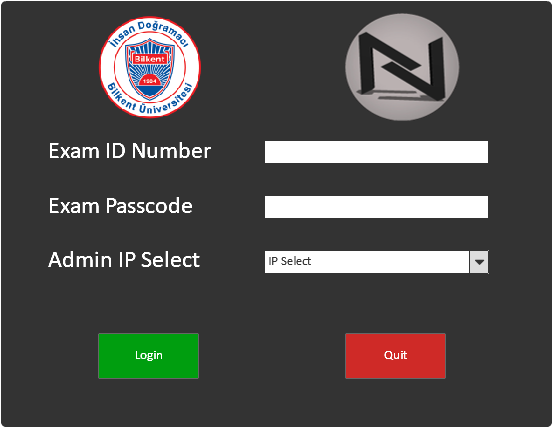 İhsan Doğramacı
Bilkent
1984
Bilkent Üniversitesi
Exam ID Number
Exam Passcode
Admin IP Select
IP Select
Login
Quit